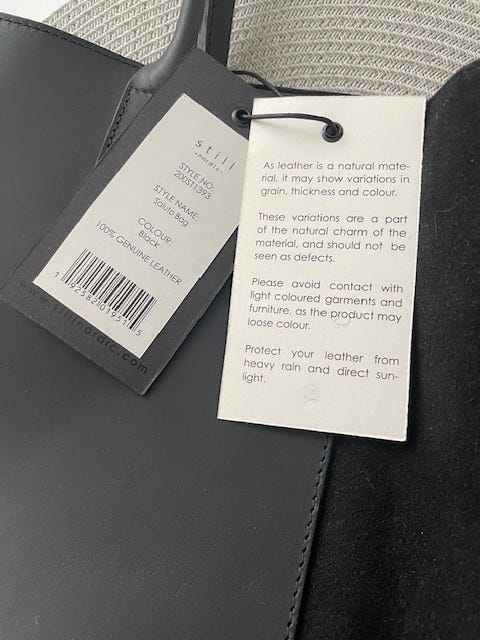 still
•nordic•
STYLE NO.
200ST1393
STYLE NAME:
Saluto Bag
COLOUR:
Black
100% GENUINE LEATHER
www.stillnordic.com
As leather is a natural mate-
rial, it may show variations in
grain, thickness and colour.
These variations are a part
of the natural charm of the
material, and should not be
seen as defects.
Please avoid contact with
light coloured garments and
furniture, as the product may
loose colour.
Protect your leather from
heavy rain and direct sun-
light.